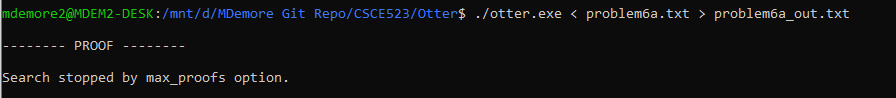 mdemore2@MDEM2-DESK:/mnt/d/MDemore Git Repo/CSCE523/Otter$ ./otter.exe < problem6a.txt > problem6a_out.txt
-------- PROOF --------
Search stopped by max_proofs option.